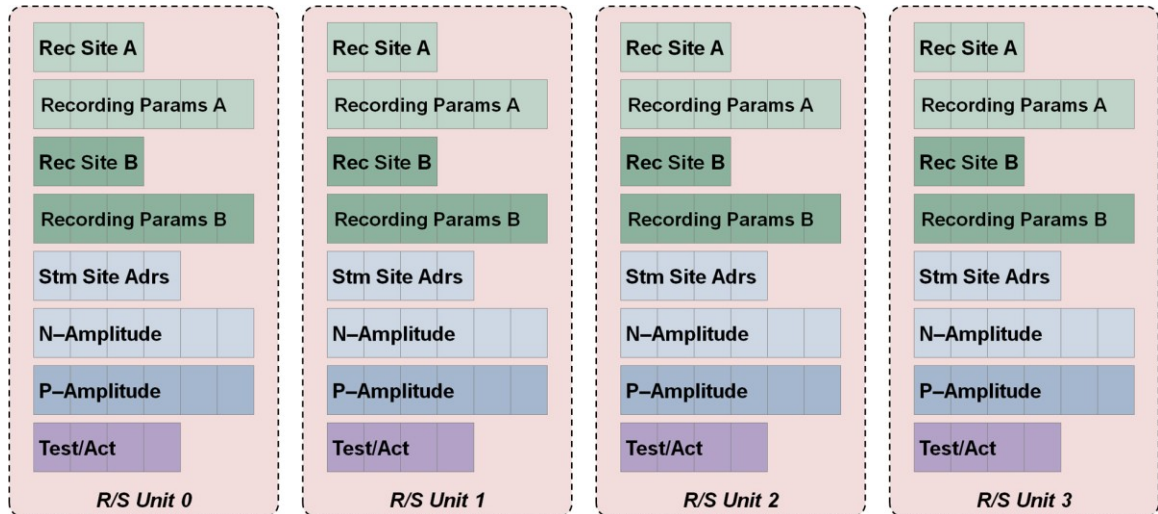 Rec Site A
Recording Params A
Rec Site B
Recording Params B
Stm Site Adrs
N–Amplitude
P–Amplitude
Test/Act
R/S Unit 0
Rec Site A
Recording Params A
Rec Site B
Recording Params B
Stm Site Adrs
N–Amplitude
P–Amplitude
Test/Act
R/S Unit 1
Rec Site A
Recording Params A
Rec Site B
Recording Params B
Stm Site Adrs
N–Amplitude
P–Amplitude
Test/Act
R/S Unit 2
Rec Site A
Recording Params A
Rec Site B
Recording Params B
Stm Site Adrs
N–Amplitude
P–Amplitude
Test/Act
R/S Unit 3